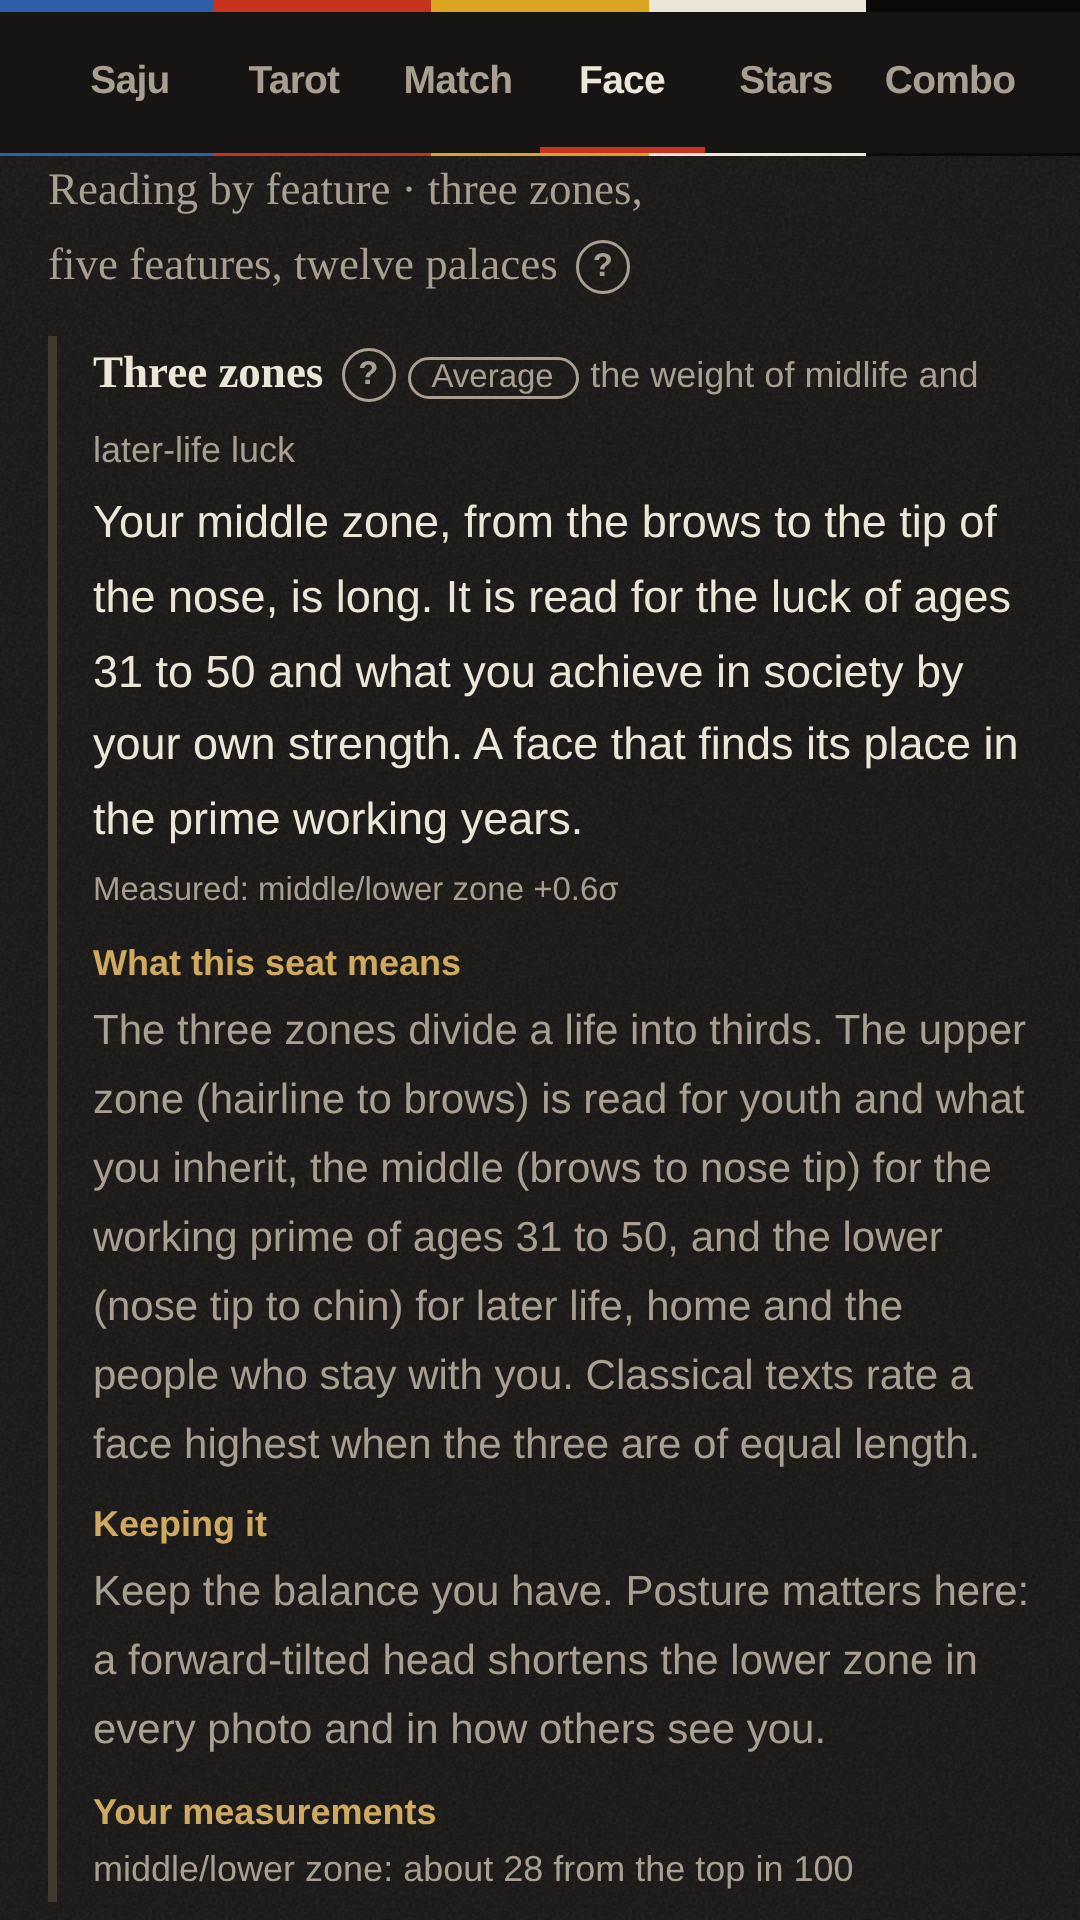 Saju Tarot Match Face Stars Combo
Reading by feature · three zones,
five features, twelve palaces ?
Three zones ? Average the weight of midlife and
later-life luck
Your middle zone, from the brows to the tip of
the nose, is long. It is read for the luck of ages
31 to 50 and what you achieve in society by
your own strength. A face that finds its place in
the prime working years.
Measured: middle/lower zone +0.6σ
What this seat means
The three zones divide a life into thirds. The upper
zone (hairline to brows) is read for youth and what
you inherit, the middle (brows to nose tip) for the
working prime of ages 31 to 50, and the lower
(nose tip to chin) for later life, home and the
people who stay with you. Classical texts rate a
face highest when the three are of equal length.
Keeping it
Keep the balance you have. Posture matters here:
a forward-tilted head shortens the lower zone in
every photo and in how others see you.
Your measurements
middle/lower zone: about 28 from the top in 100